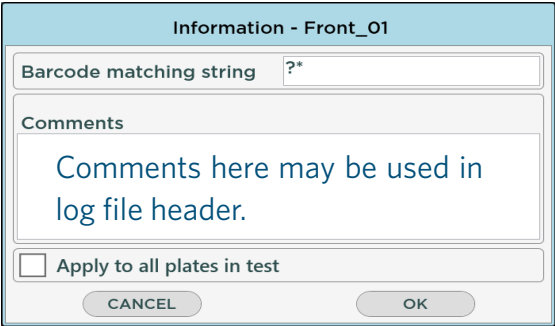 Information - Front_01
Barcode matching string ?*
Comments
Comments here may be used in
log file header.
Apply to all plates in test
CANCEL OK